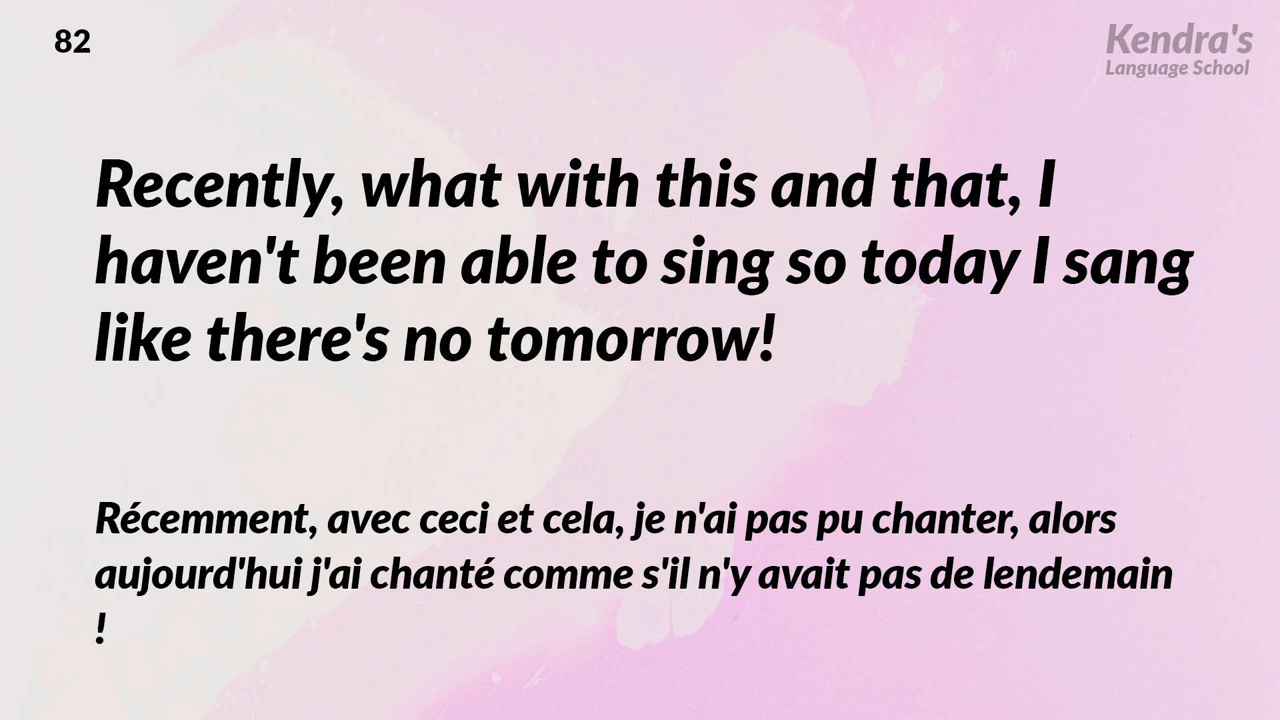 82
Kendra's
Language School
Recently, what with this and that, I
haven't been able to sing so today I sang
like there's no tomorrow!
Récemment, avec ceci et cela, je n'ai pas pu chanter, alors
aujourd'hui j'ai chanté comme s'il n'y avait pas de lendemain
!